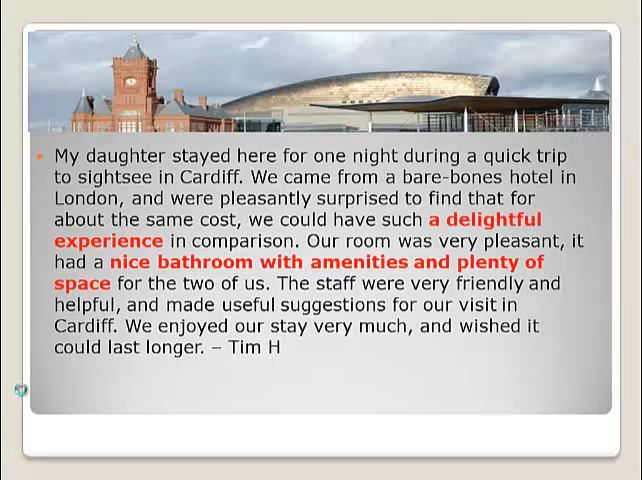 My daughter stayed here for one night during a quick trip
to sightsee in Cardiff. We came from a bare-bones hotel in
London, and were pleasantly surprised to find that for
about the same cost, we could have such a delightful
experience in comparison. Our room was very pleasant, it
had a nice bathroom with amenities and plenty of
space for the two of us. The staff were very friendly and
helpful, and made useful suggestions for our visit in
Cardiff. We enjoyed our stay very much, and wished it
could last longer. – Tim H